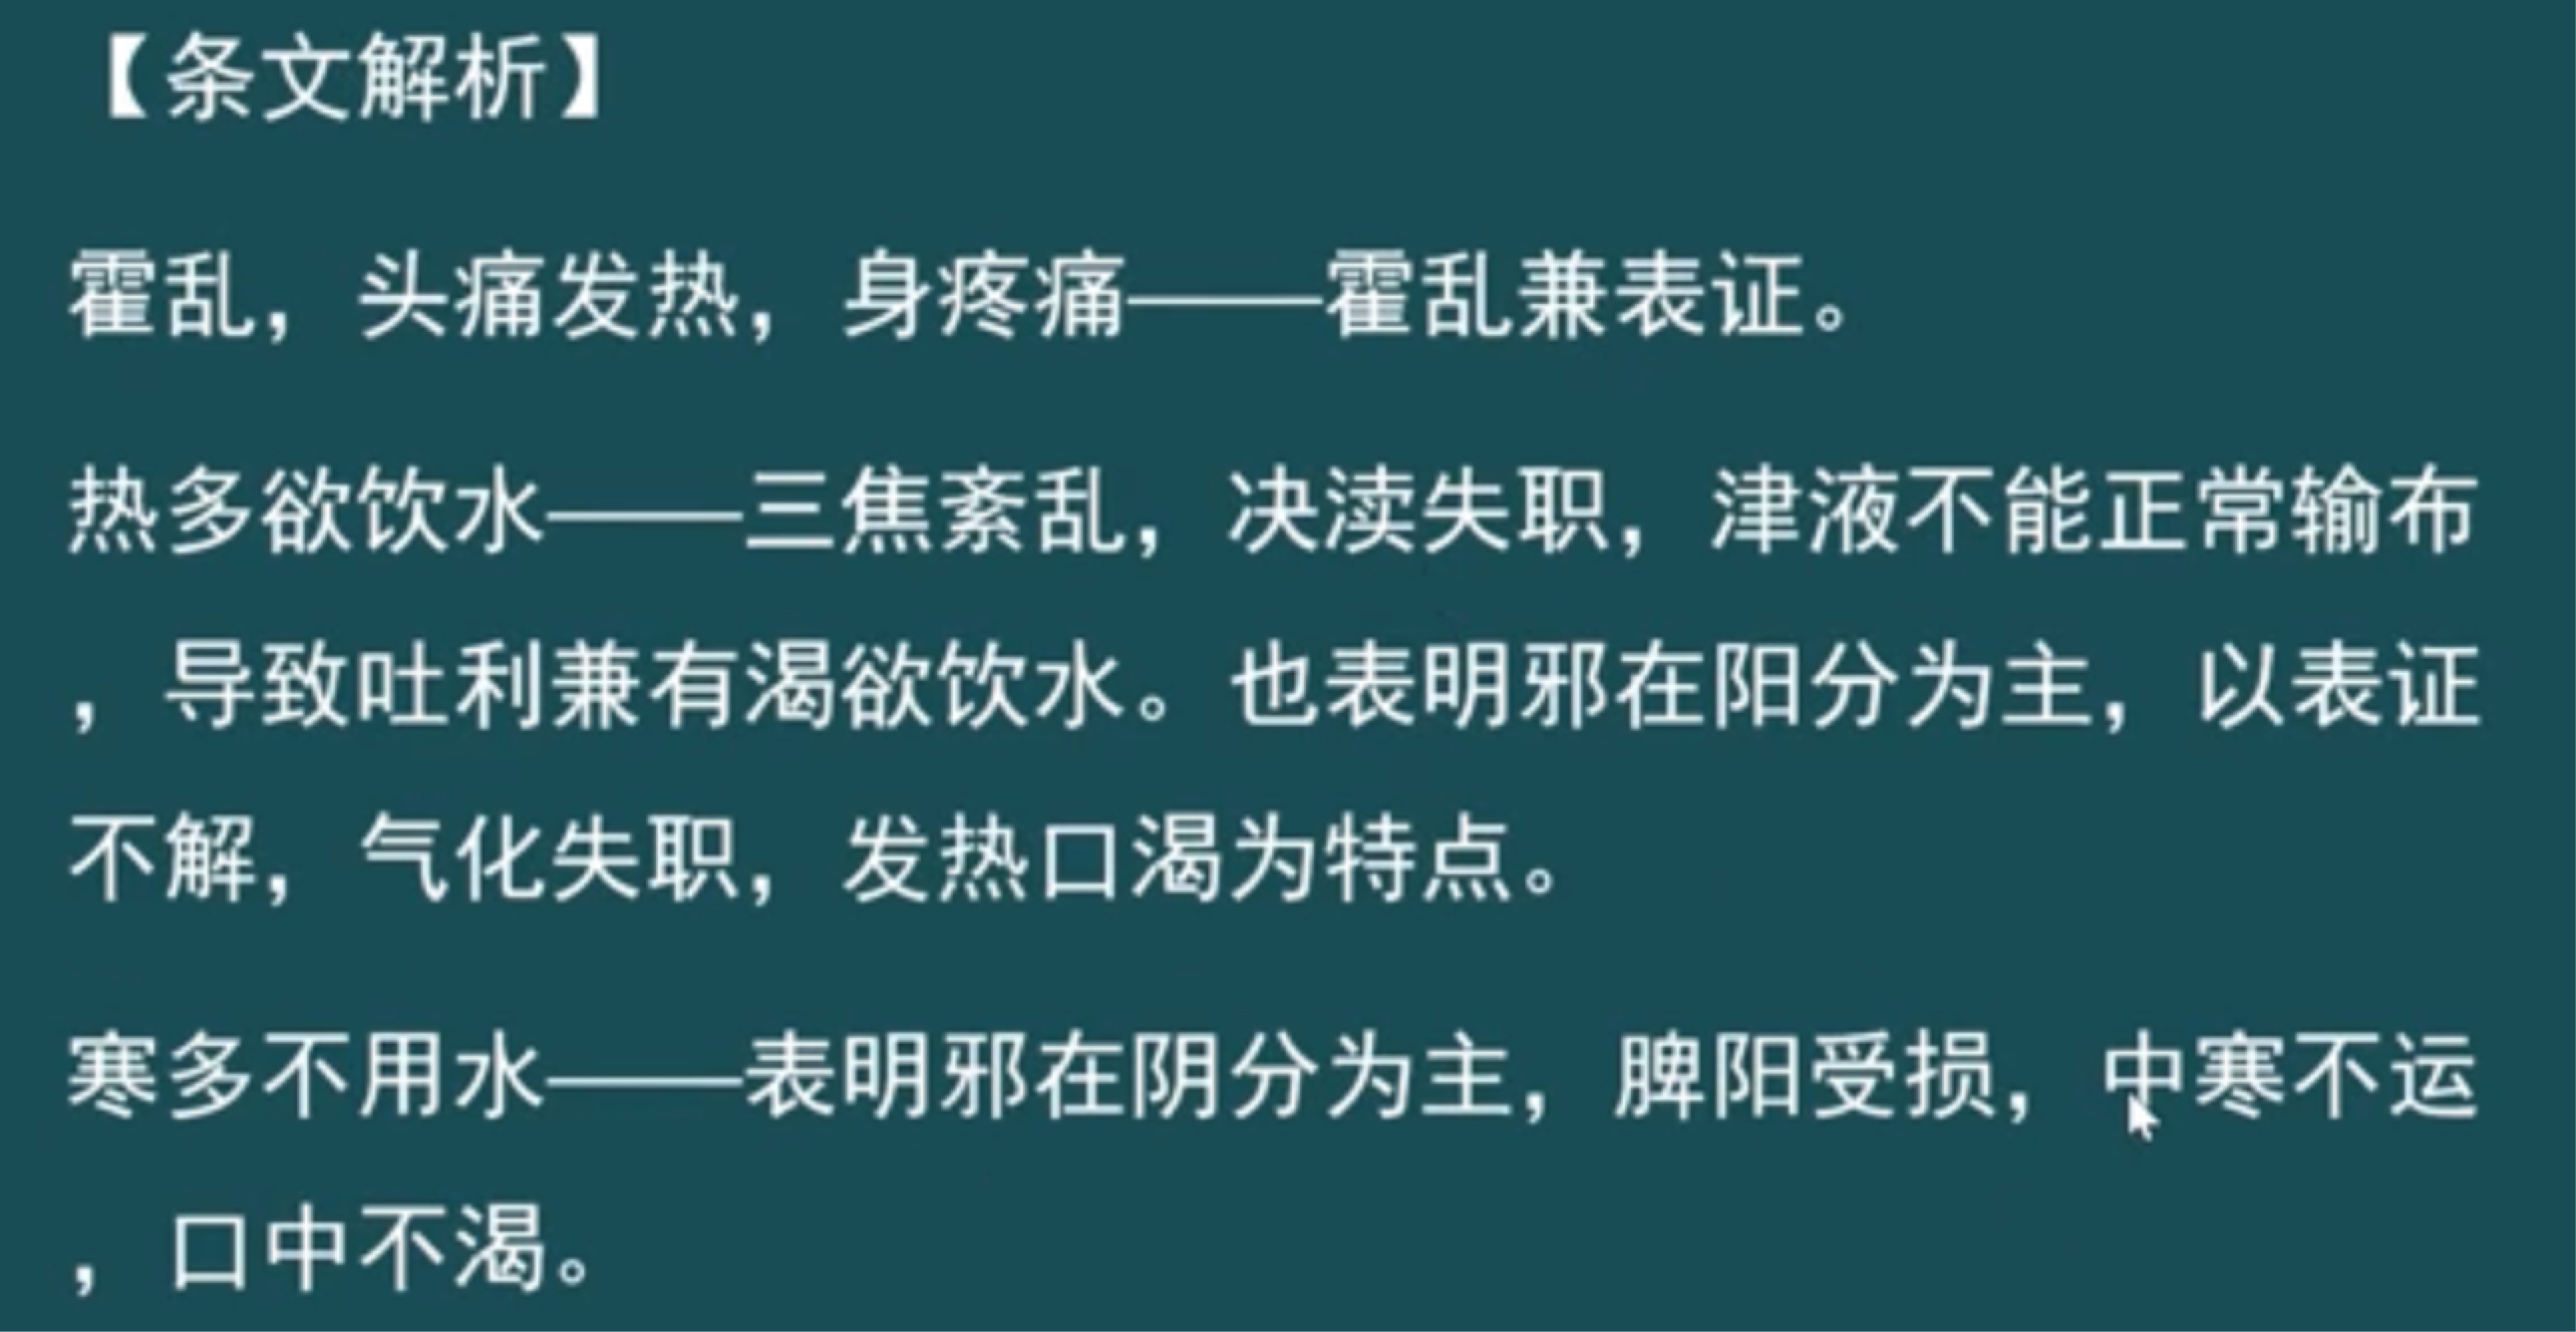 【条文解析】
霍乱，头痛发热，身疼痛——霍乱兼表证。
热多欲饮水——三焦紊乱，决渎失职，津液不能正常输布
，导致吐利兼有渴欲饮水。也表明邪在阳分为主，以表证
不解，气化失职，发热口渴为特点。
寒多不用水——表明邪在阴分为主，脾阳受损，中寒不运
，口中不渴。